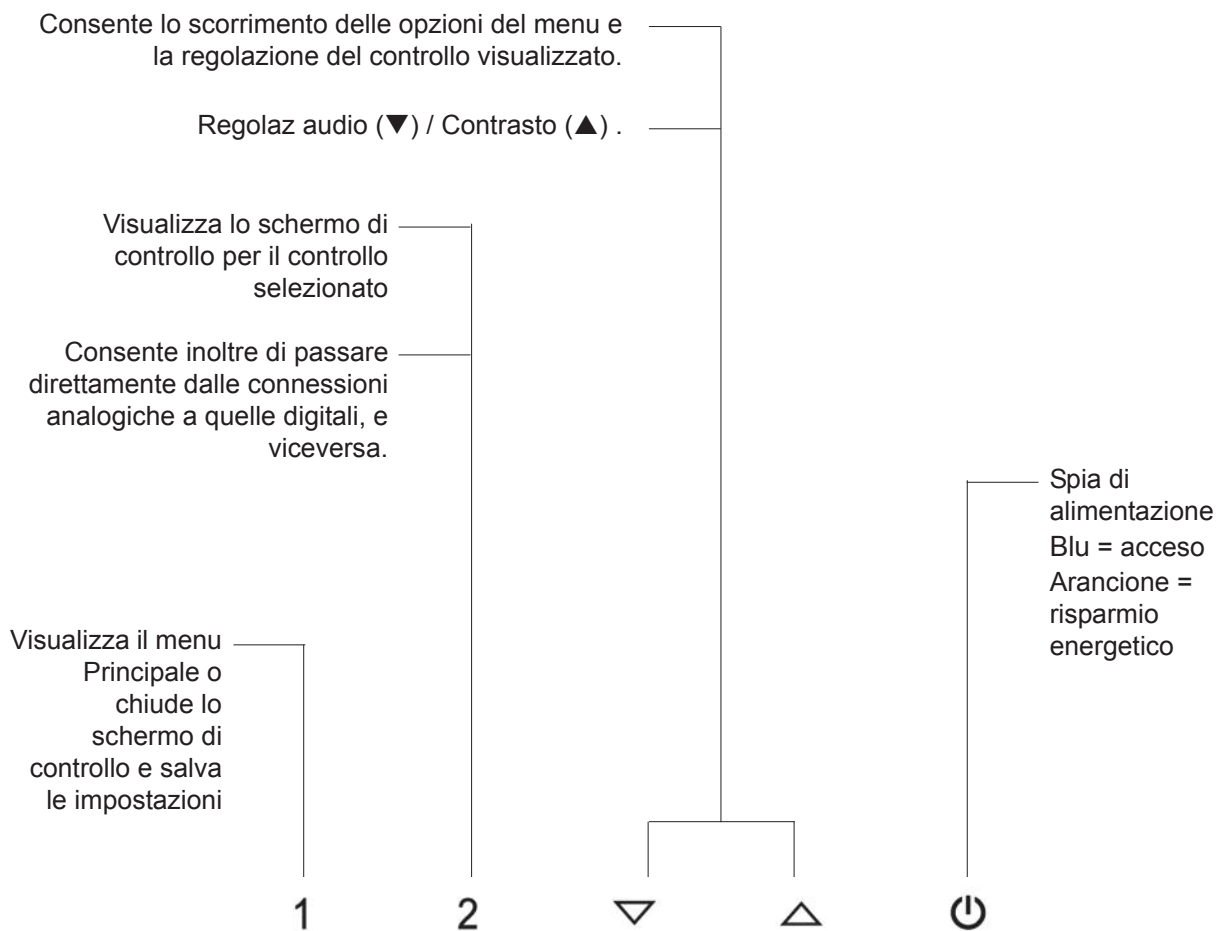 Consente lo scorrimento delle opzioni del menu e
la regolazione del controllo visualizzato.
Regolaz audio (▼) / Contrasto (▲) .
Visualizza lo schermo di
controllo per il controllo
selezionato
Consente inoltre di passare
direttamente dalle connessioni
analogiche a quelle digitali, e
viceversa.
Spia di
alimentazione
Blu = acceso
Arancione =
risparmio
energetico
Visualizza il menu
Principale o
chiude lo
schermo di
controllo e salva
le impostazioni
1 2 ▽ △ ⏻